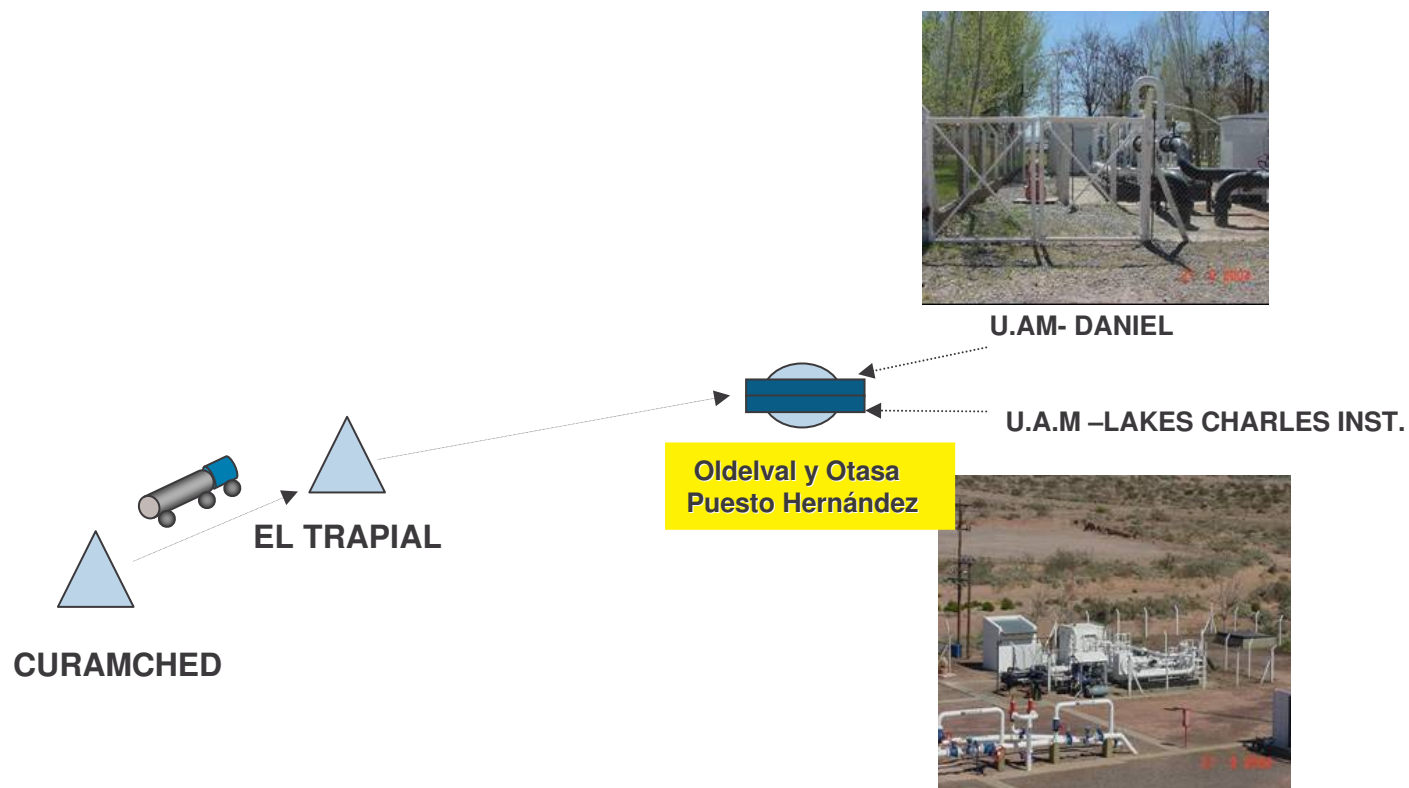 U.AM- DANIEL
U.A.M –LAKES CHARLES INST.
Oldelval y Otasa
Puesto Hernández
EL TRAPIAL
CURAMCHED